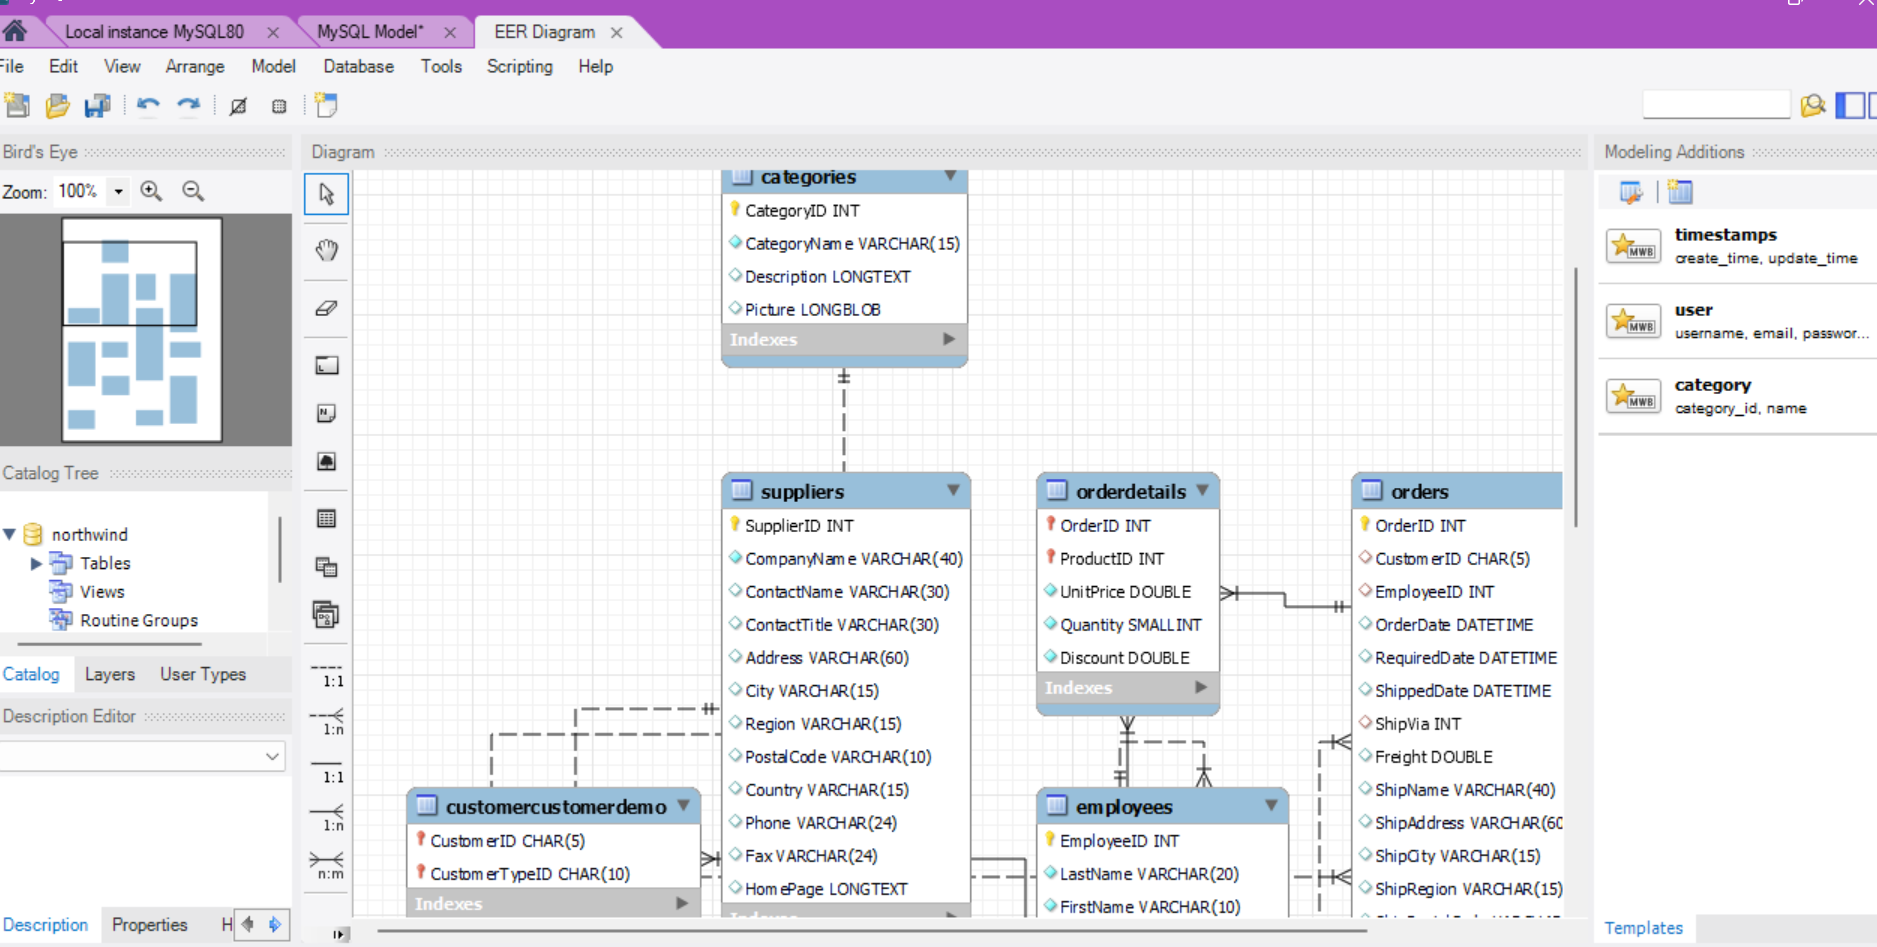 Local instance MySQL80
MySQL Model*
EER Diagram
File Edit View Arrange Model Database Tools Scripting Help
Bird's Eye
Zoom: 100%
Catalog Tree
northwind
Tables
Views
Routine Groups
Catalog Layers User Types
Description Editor
Description Properties H
Diagram
1:1
1:n
1:1
1:n
n:m
categories
CategoryID INT
CategoryName VARCHAR(15)
Description LONGTEXT
Picture LONGBLOB
Indexes
suppliers
SupplierID INT
CompanyName VARCHAR(40)
ContactName VARCHAR(30)
ContactTitle VARCHAR(30)
Address VARCHAR(60)
City VARCHAR(15)
Region VARCHAR(15)
PostalCode VARCHAR(10)
Country VARCHAR(15)
Phone VARCHAR(24)
Fax VARCHAR(24)
HomePage LONGTEXT
Indexes
customercustomerdemo
CustomerID CHAR(5)
CustomerTypeID CHAR(10)
Indexes
orderdetails
OrderID INT
ProductID INT
UnitPrice DOUBLE
Quantity SMALLINT
Discount DOUBLE
Indexes
employees
EmployeeID INT
LastName VARCHAR(20)
FirstName VARCHAR(10)
orders
OrderID INT
CustomerID CHAR(5)
EmployeeID INT
OrderDate DATETIME
RequiredDate DATETIME
ShippedDate DATETIME
ShipVia INT
Freight DOUBLE
ShipName VARCHAR(40)
ShipAddress VARCHAR(60
ShipCity VARCHAR(15)
ShipRegion VARCHAR(15)
Modeling Additions
timestamps
create_time, update_time
user
username, email, passwor...
category
category_id, name
MWB
MWB
MWB
Templates